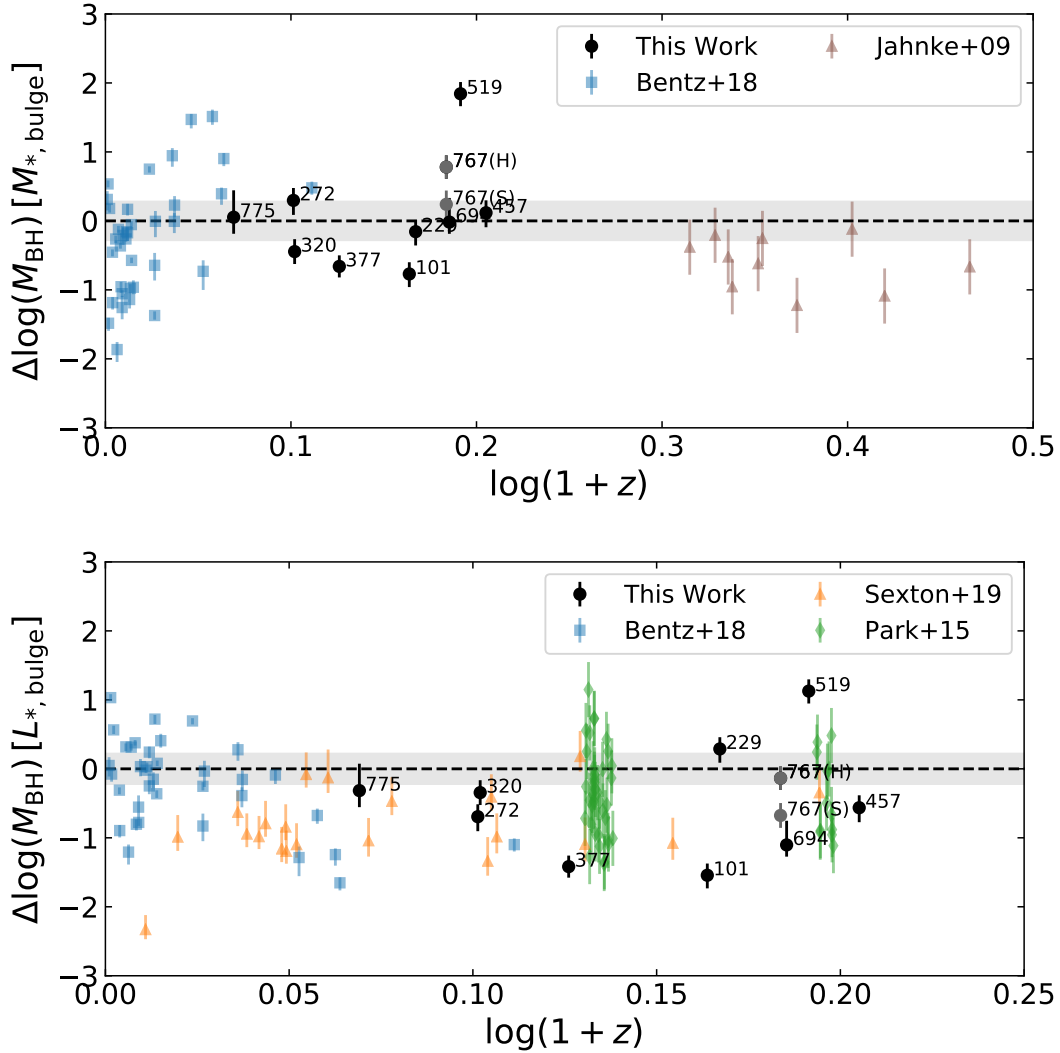 3
2
1
0
−1
−2
−3
Δlog(M_BH) [M_*, bulge]
This Work
Bentz+18
Jahnke+09
519
767(H)
767(S)
457
694
229
272
775
320
377
101
0.0 0.1 0.2 0.3 0.4 0.5
log(1 + z)
3
2
1
0
−1
−2
−3
Δlog(M_BH) [L_*, bulge]
This Work
Bentz+18
Sexton+19
Park+15
519
229
767(H)
775
320
767(S)
457
272
694
377
101
0.00 0.05 0.10 0.15 0.20 0.25
log(1 + z)